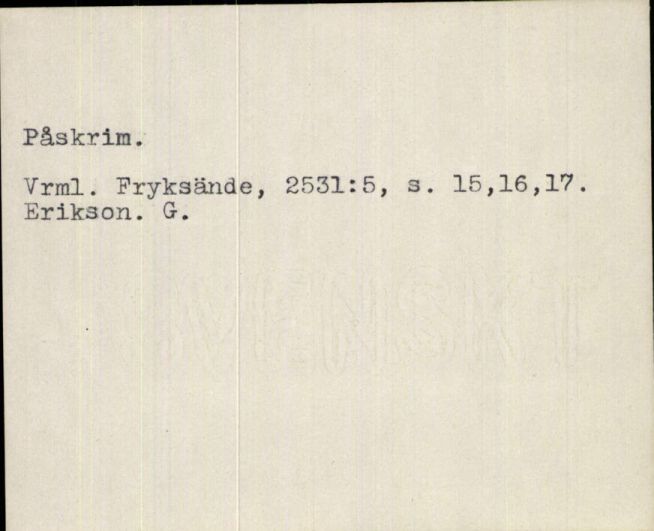 Påskrim.
Vrml. Fryksände, 2531:5, s. 15,16,17.
Erikson. G.